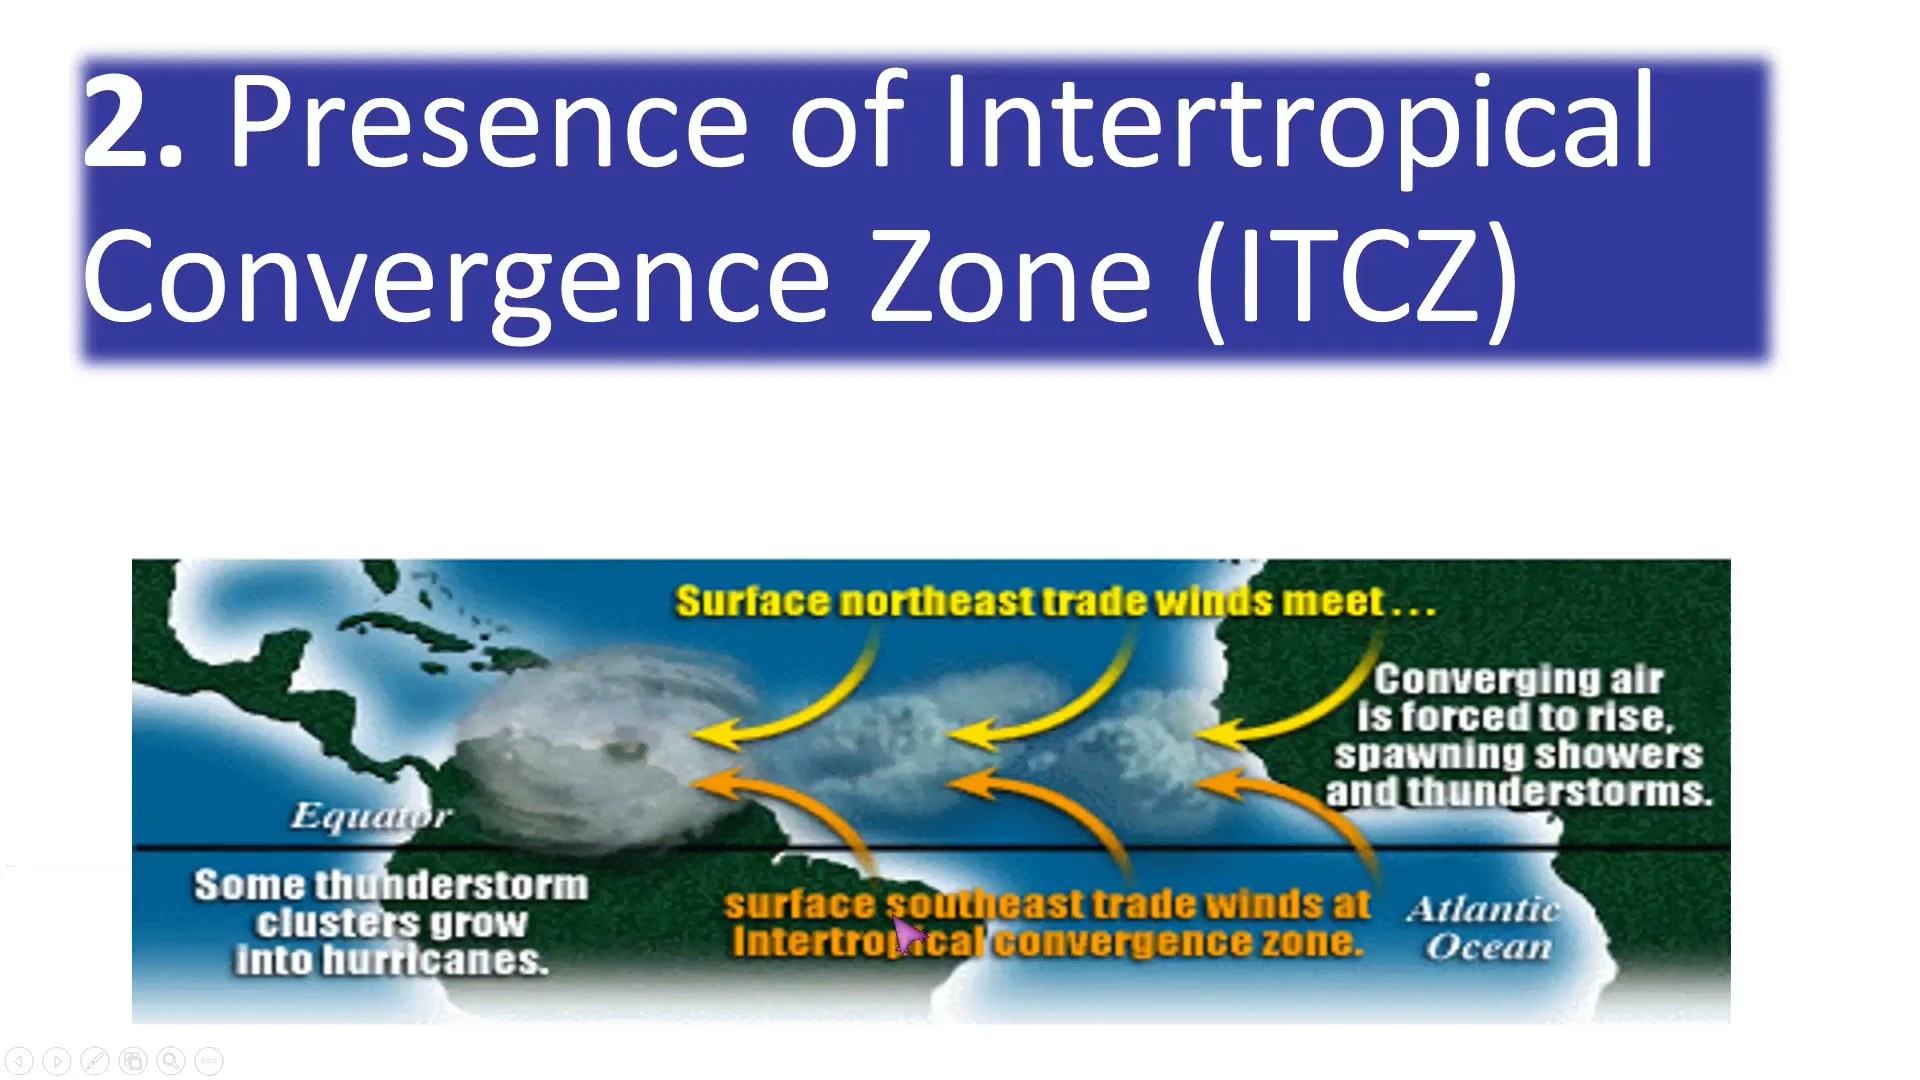 2. Presence of Intertropical
Convergence Zone (ITCZ)
Surface northeast trade winds meet...
Converging air
is forced to rise,
spawning showers
and thunderstorms.
Equator
Some thunderstorm
clusters grow
into hurricanes.
surface southeast trade winds at
Intertropical convergence zone.
Atlantic
Ocean